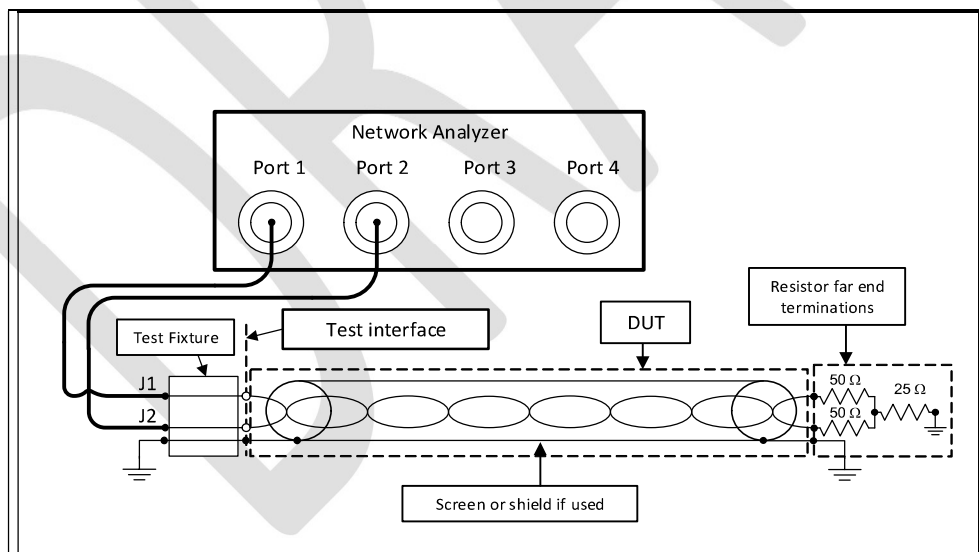 Network Analyzer
Port 1 Port 2 Port 3 Port 4
Resistor far end
terminations
Test Fixture
Test interface
DUT
J1
J2
50 Ω
50 Ω
25 Ω
Screen or shield if used